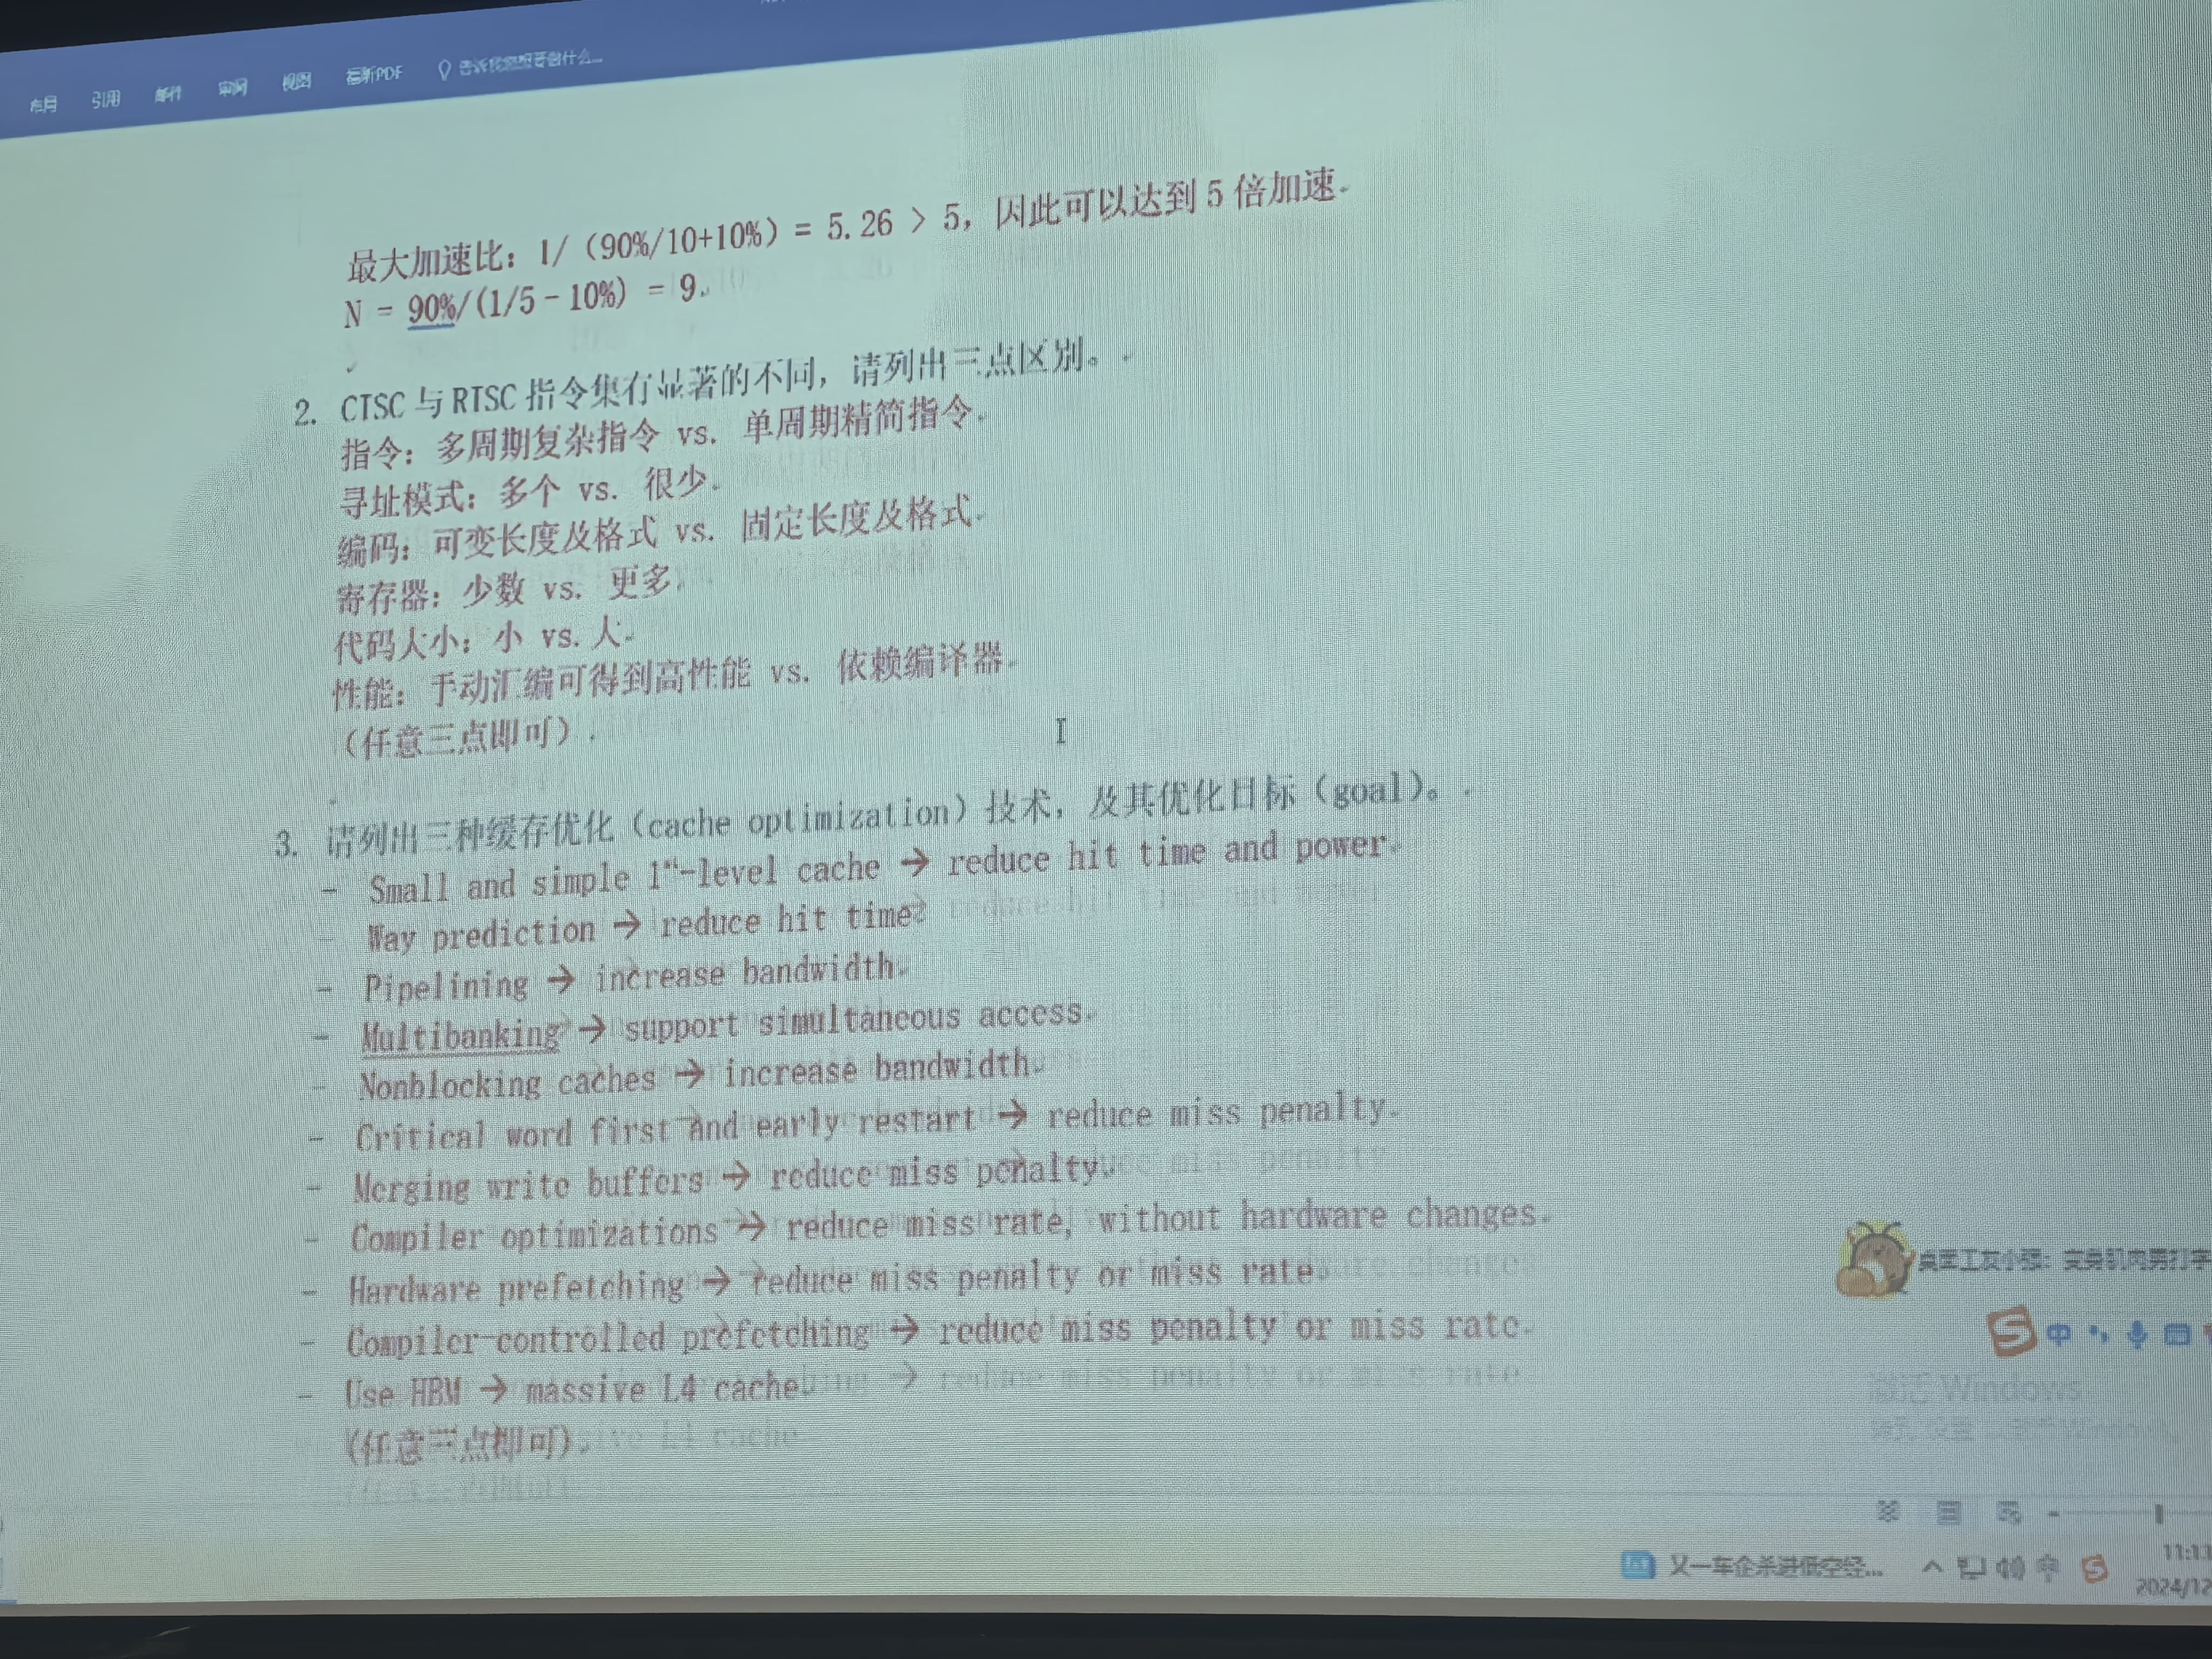 布局 引用 邮件 审阅 视图 福新PDF 告诉我您想要做什么...
最大加速比：1/（90%/10+10%）= 5.26 > 5，因此可以达到 5 倍加速
N = 90%/(1/5－10%) = 9
2. CISC 与 RISC 指令集有显著的不同，请列出三点区别。
指令：多周期复杂指令 vs. 单周期精简指令
寻址模式：多个 vs. 很少
编码：可变长度及格式 vs. 固定长度及格式
寄存器：少数 vs. 更多
代码大小：小 vs. 大
性能：手动汇编可得到高性能 vs. 依赖编译器
（任意三点即可）
3. 请列出三种缓存优化（cache optimization）技术，及其优化目标（goal）。
- Small and simple 1st-level cache → reduce hit time and power
- Way prediction → reduce hit time
- Pipelining → increase bandwidth
- Multibanking → support simultaneous access
- Nonblocking caches → increase bandwidth
- Critical word first and early restart → reduce miss penalty
- Merging write buffers → reduce miss penalty
- Compiler optimizations → reduce miss rate, without hardware changes
- Hardware prefetching → reduce miss penalty or miss rate
- Compiler-controlled prefetching → reduce miss penalty or miss rate
- Use HBM → massive L4 cache
（任意三点即可）
中
激活 Windows
又一车企杀进低空经...
中
11:13
2024/12